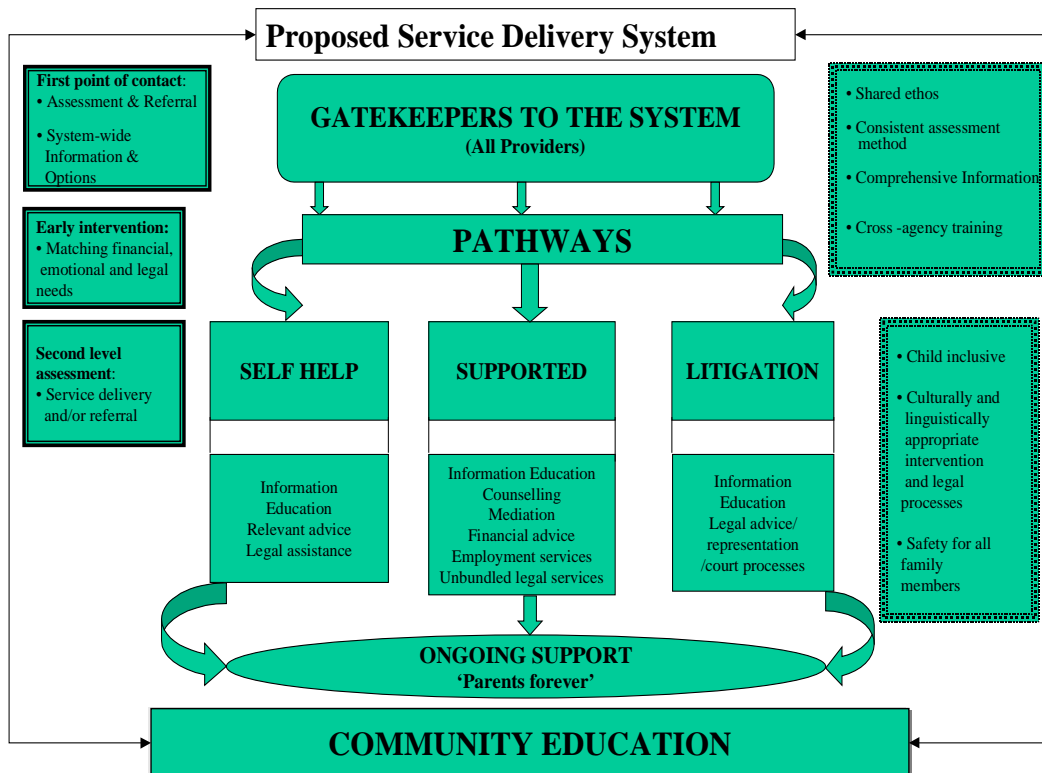 Proposed Service Delivery System
First point of contact:
• Assessment & Referral
• System-wide
Information &
Options
Early intervention:
• Matching financial,
emotional and legal
needs
Second level
assessment:
• Service delivery
and/or referral
GATEKEEPERS TO THE SYSTEM
(All Providers)
PATHWAYS
SELF HELP
SUPPORTED
LITIGATION
Information
Education
Relevant advice
Legal assistance
Information Education
Counselling
Mediation
Financial advice
Employment services
Unbundled legal services
Information
Education
Legal advice/
representation
/court processes
ONGOING SUPPORT
‘Parents forever’
COMMUNITY EDUCATION
• Shared ethos
• Consistent assessment
method
• Comprehensive Information
• Cross -agency training
• Child inclusive
• Culturally and
linguistically
appropriate
intervention
and legal
processes
• Safety for all
family
members